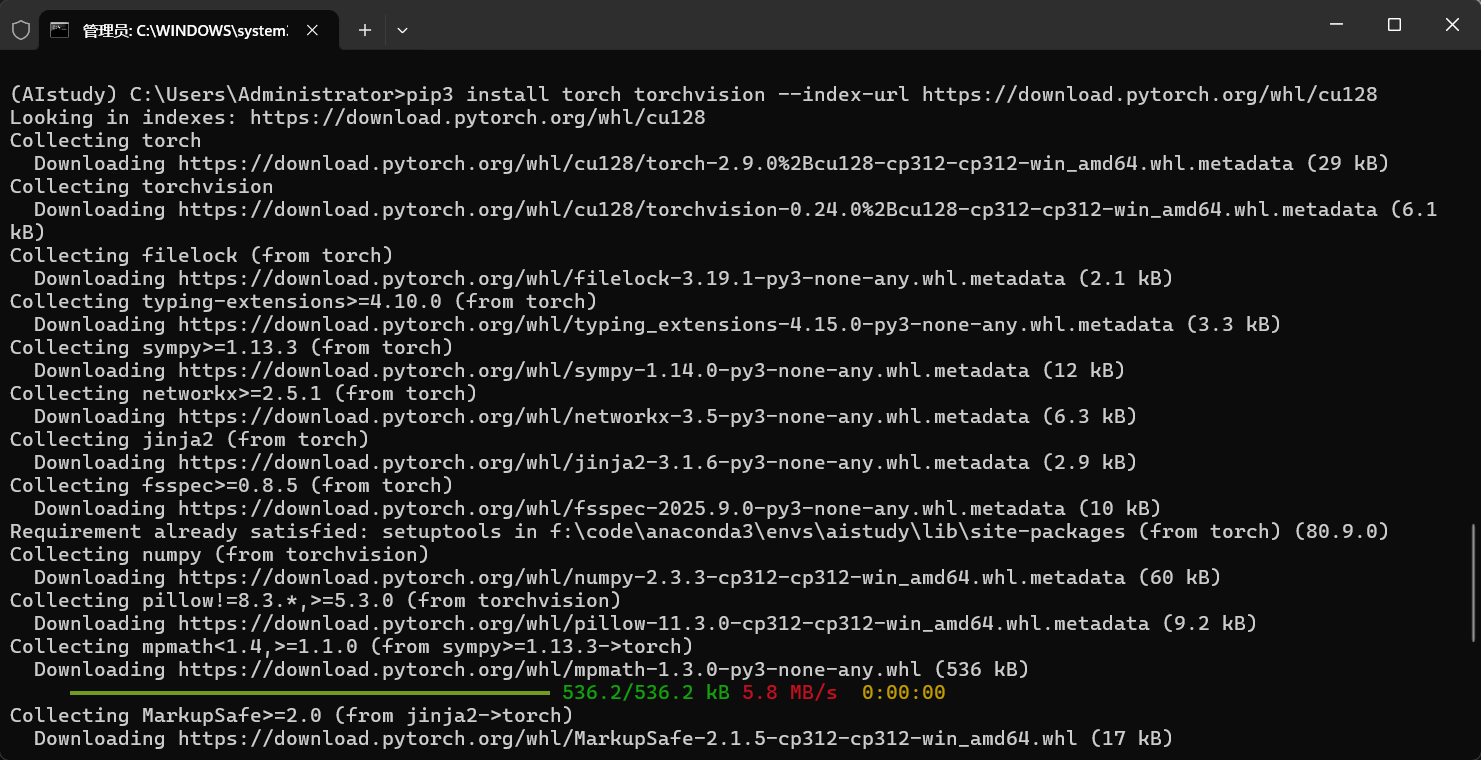 管理员: C:\WINDOWS\system:
(AIstudy) C:\Users\Administrator>pip3 install torch torchvision --index-url https://download.pytorch.org/whl/cu128
Looking in indexes: https://download.pytorch.org/whl/cu128
Collecting torch
  Downloading https://download.pytorch.org/whl/cu128/torch-2.9.0%2Bcu128-cp312-cp312-win_amd64.whl.metadata (29 kB)
Collecting torchvision
  Downloading https://download.pytorch.org/whl/cu128/torchvision-0.24.0%2Bcu128-cp312-cp312-win_amd64.whl.metadata (6.1
kB)
Collecting filelock (from torch)
  Downloading https://download.pytorch.org/whl/filelock-3.19.1-py3-none-any.whl.metadata (2.1 kB)
Collecting typing-extensions>=4.10.0 (from torch)
  Downloading https://download.pytorch.org/whl/typing_extensions-4.15.0-py3-none-any.whl.metadata (3.3 kB)
Collecting sympy>=1.13.3 (from torch)
  Downloading https://download.pytorch.org/whl/sympy-1.14.0-py3-none-any.whl.metadata (12 kB)
Collecting networkx>=2.5.1 (from torch)
  Downloading https://download.pytorch.org/whl/networkx-3.5-py3-none-any.whl.metadata (6.3 kB)
Collecting jinja2 (from torch)
  Downloading https://download.pytorch.org/whl/jinja2-3.1.6-py3-none-any.whl.metadata (2.9 kB)
Collecting fsspec>=0.8.5 (from torch)
  Downloading https://download.pytorch.org/whl/fsspec-2025.9.0-py3-none-any.whl.metadata (10 kB)
Requirement already satisfied: setuptools in f:\code\anaconda3\envs\aistudy\lib\site-packages (from torch) (80.9.0)
Collecting numpy (from torchvision)
  Downloading https://download.pytorch.org/whl/numpy-2.3.3-cp312-cp312-win_amd64.whl.metadata (60 kB)
Collecting pillow!=8.3.*,>=5.3.0 (from torchvision)
  Downloading https://download.pytorch.org/whl/pillow-11.3.0-cp312-cp312-win_amd64.whl.metadata (9.2 kB)
Collecting mpmath<1.4,>=1.1.0 (from sympy>=1.13.3->torch)
  Downloading https://download.pytorch.org/whl/mpmath-1.3.0-py3-none-any.whl (536 kB)
536.2/536.2 kB 5.8 MB/s  0:00:00
Collecting MarkupSafe>=2.0 (from jinja2->torch)
  Downloading https://download.pytorch.org/whl/MarkupSafe-2.1.5-cp312-cp312-win_amd64.whl (17 kB)